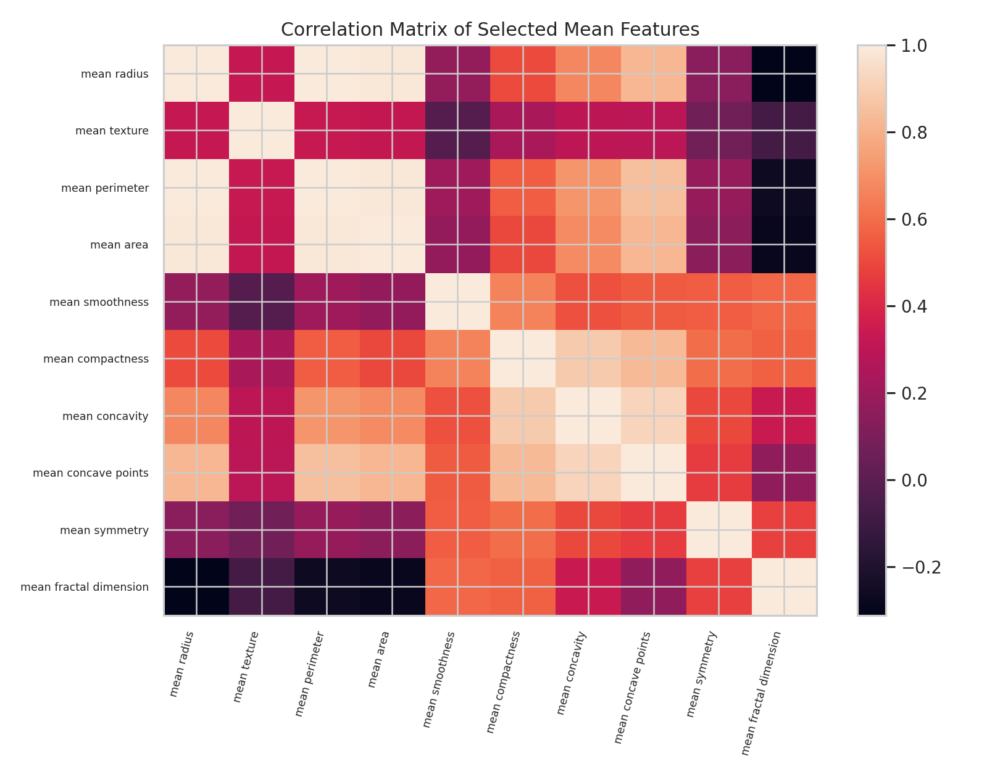 Correlation Matrix of Selected Mean Features
mean radius
mean texture
mean perimeter
mean area
mean smoothness
mean compactness
mean concavity
mean concave points
mean symmetry
mean fractal dimension
mean radius
mean texture
mean perimeter
mean area
mean smoothness
mean compactness
mean concavity
mean concave points
mean symmetry
mean fractal dimension
1.0
0.8
0.6
0.4
0.2
0.0
−0.2